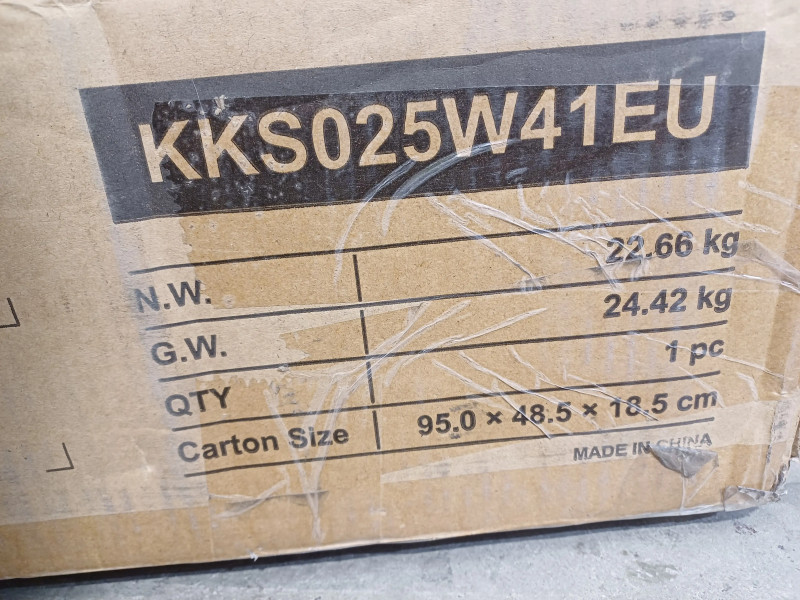 KKS025W41EU
N.W. 22.66 kg
G.W. 24.42 kg
QTY 1 pc
Carton Size 95.0 × 48.5 × 18.5 cm
MADE IN CHINA